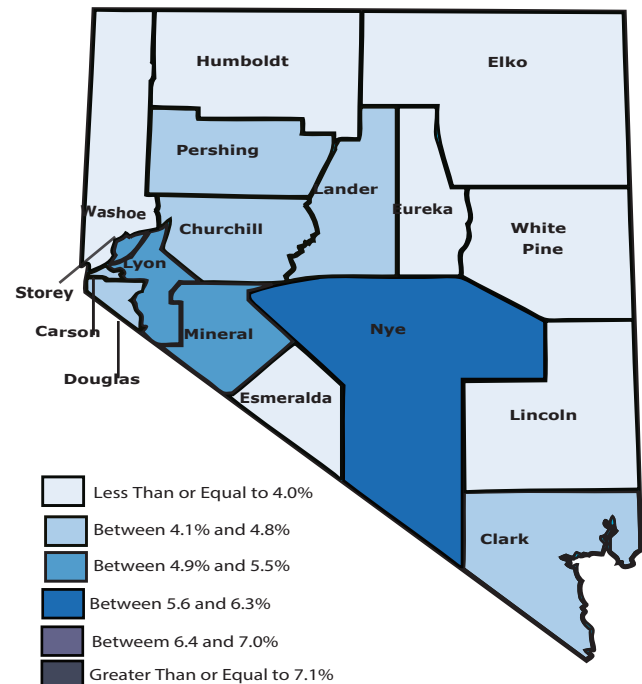 Humboldt
Elko
Pershing
Lander
Eureka
Washoe
Churchill
White
Pine
Lyon
Storey
Carson
Mineral
Nye
Douglas
Esmeralda
Lincoln
Clark
Less Than or Equal to 4.0%
Between 4.1% and 4.8%
Between 4.9% and 5.5%
Between 5.6 and 6.3%
Betweem 6.4 and 7.0%
Greater Than or Equal to 7.1%